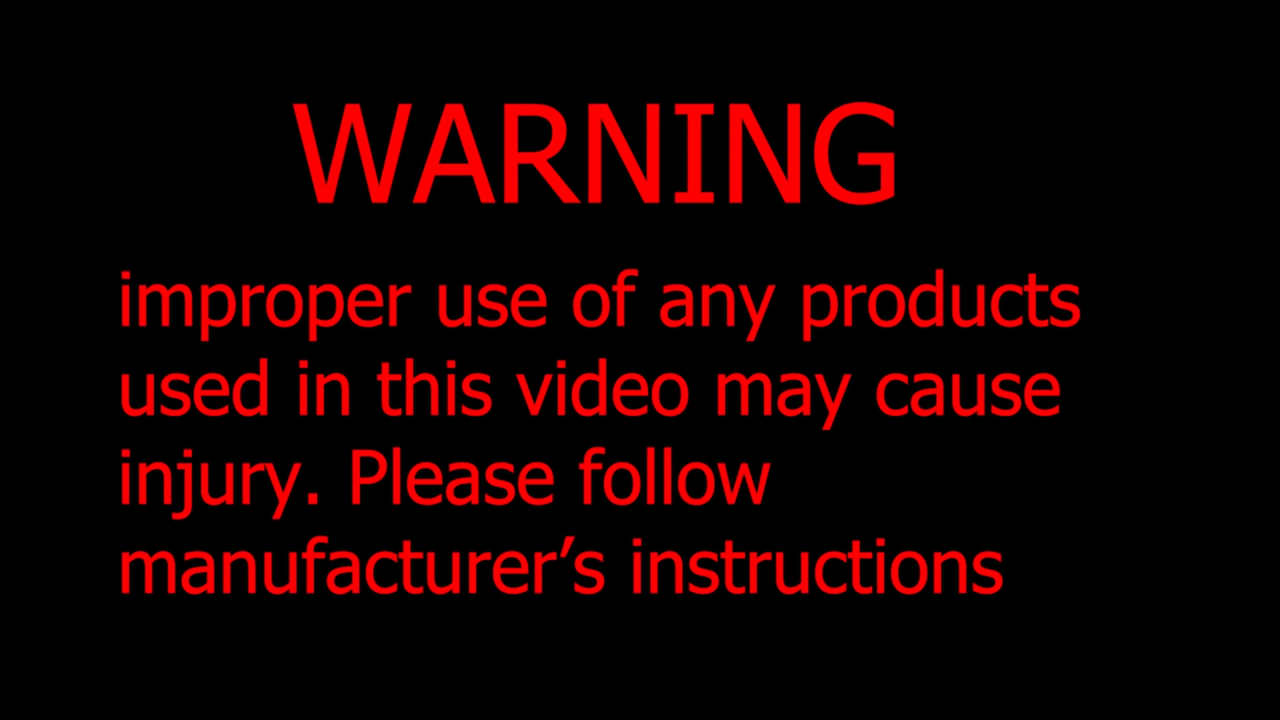 WARNING
improper use of any products
used in this video may cause
injury. Please follow
manufacturer’s instructions